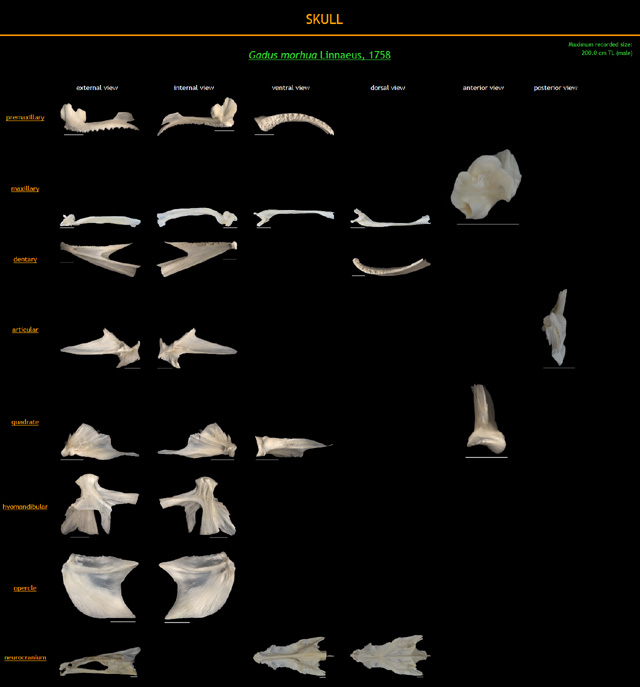 SKULL
Gadus morhua Linnaeus, 1758
Maximum recorded size:
200.0 cm TL (male)
external view internal view ventral view dorsal view anterior view posterior view
premaxillary
maxillary
dentary
articular
quadrate
hyomandibular
opercle
neurocranium